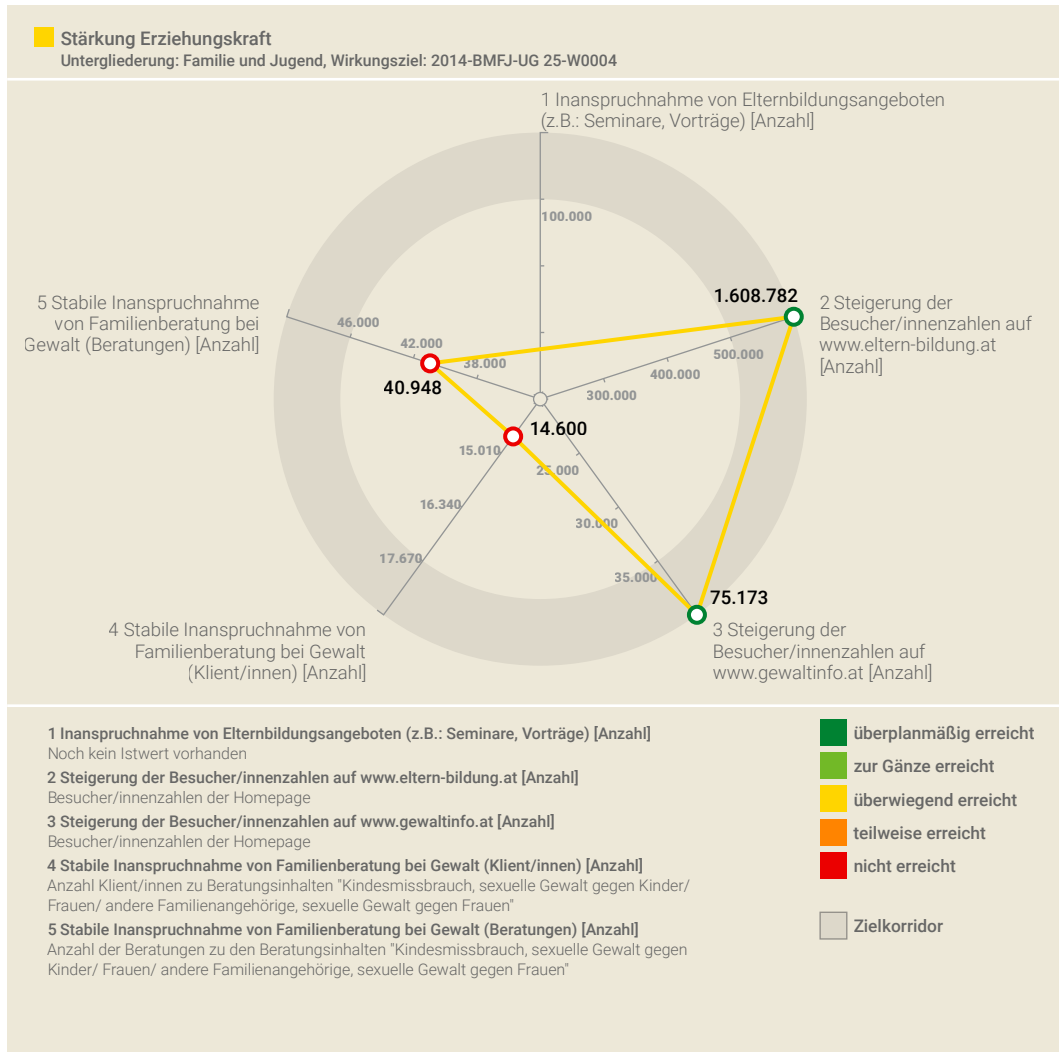 Stärkung Erziehungskraft
Untergliederung: Familie und Jugend, Wirkungsziel: 2014-BMFJ-UG 25-W0004
1 Inanspruchnahme von Elternbildungsangeboten
(z.B.: Seminare, Vorträge) [Anzahl]
100.000
1.608.782
2 Steigerung der
Besucher/innenzahlen auf
www.eltern-bildung.at
[Anzahl]
500.000
400.000
300.000
5 Stabile Inanspruchnahme
von Familienberatung bei
Gewalt (Beratungen) [Anzahl]
46.000
42.000
38.000
40.948
14.600
15.010
16.340
17.670
25.000
30.000
35.000
75.173
4 Stabile Inanspruchnahme von
Familienberatung bei Gewalt
(Klient/innen) [Anzahl]
3 Steigerung der
Besucher/innenzahlen auf
www.gewaltinfo.at [Anzahl]
1 Inanspruchnahme von Elternbildungsangeboten (z.B.: Seminare, Vorträge) [Anzahl]
Noch kein Istwert vorhanden
2 Steigerung der Besucher/innenzahlen auf www.eltern-bildung.at [Anzahl]
Besucher/innenzahlen der Homepage
3 Steigerung der Besucher/innenzahlen auf www.gewaltinfo.at [Anzahl]
Besucher/innenzahlen der Homepage
4 Stabile Inanspruchnahme von Familienberatung bei Gewalt (Klient/innen) [Anzahl]
Anzahl Klient/innen zu Beratungsinhalten "Kindesmissbrauch, sexuelle Gewalt gegen Kinder/
Frauen/ andere Familienangehörige, sexuelle Gewalt gegen Frauen"
5 Stabile Inanspruchnahme von Familienberatung bei Gewalt (Beratungen) [Anzahl]
Anzahl der Beratungen zu den Beratungsinhalten "Kindesmissbrauch, sexuelle Gewalt gegen
Kinder/ Frauen/ andere Familienangehörige, sexuelle Gewalt gegen Frauen"
überplanmäßig erreicht
zur Gänze erreicht
überwiegend erreicht
teilweise erreicht
nicht erreicht
Zielkorridor